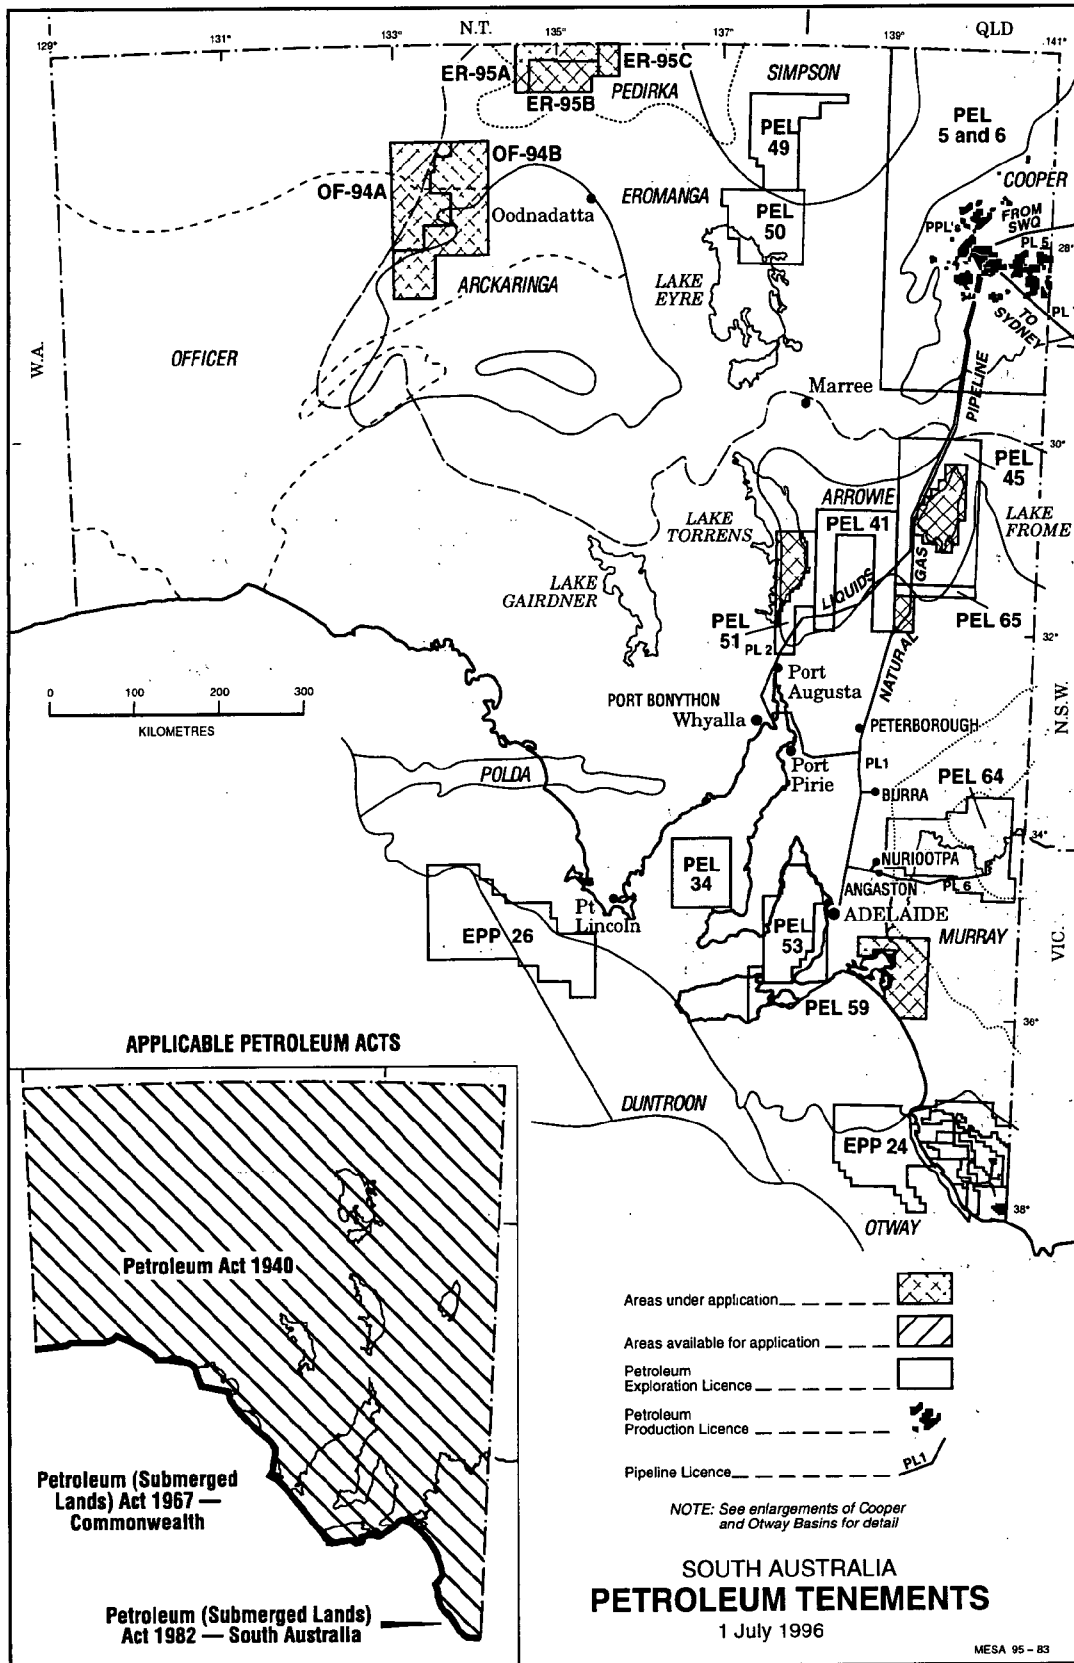 N.T.
QLD
129°
131°
133°
135°
137°
139°
141°
ER-95A
ER-95C
ER-95B
PEDIRKA
SIMPSON
PEL
49
PEL
5 and 6
OF-94B
OF-94A
Oodnadatta
EROMANGA
PEL
50
COOPER
FROM
SWQ
PPL's
PL 5
28°
LAKE
EYRE
ARCKARINGA
TO
SYDNEY
W.A.
OFFICER
Marree
PIPELINE
30°
PEL
45
ARROWIE
LAKE
FROME
LAKE
TORRENS
PEL 41
GAS
LIQUIDS
LAKE
GAIRDNER
PEL
51
PL 2
PEL 65
32°
NATURAL
Port
Augusta
0 100 200 300
KILOMETRES
PORT BONYTHON
Whyalla
PETERBOROUGH
N.S.W.
Port
Pirie
PL1
POLDA
PEL 64
BURRA
34°
PEL
34
NURIOOTPA
ANGASTON
PL 6
Pt
Lincoln
ADELAIDE
EPP 26
PEL
53
MURRAY
VIC.
PEL 59
36°
DUNTROON
EPP 24
OTWAY
38°
APPLICABLE PETROLEUM ACTS
Petroleum Act 1940
Petroleum (Submerged
Lands) Act 1967 —
Commonwealth
Petroleum (Submerged Lands)
Act 1982 — South Australia
Areas under application
Areas available for application
Petroleum
Exploration Licence
Petroleum
Production Licence
Pipeline Licence
PL1
NOTE: See enlargements of Cooper
and Otway Basins for detail
SOUTH AUSTRALIA
PETROLEUM TENEMENTS
1 July 1996
MESA 95 – 83